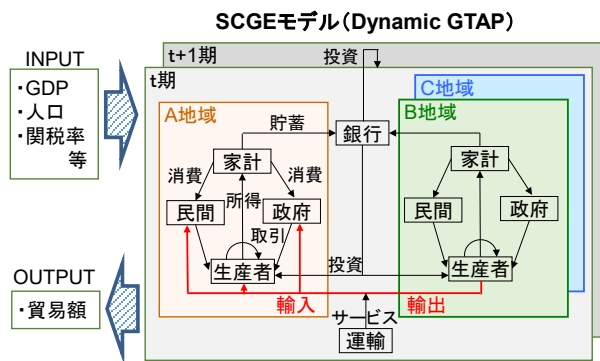 SCGEモデル（Dynamic GTAP）
INPUT
・GDP
・人口
・関税率
等
OUTPUT
・貿易額
t+1期
t期
投資
C地域
B地域
A地域
貯蓄
銀行
家計
消費
消費
所得
民間
政府
取引
生産者
家計
民間
政府
生産者
投資
輸入
輸出
サービス
運輸